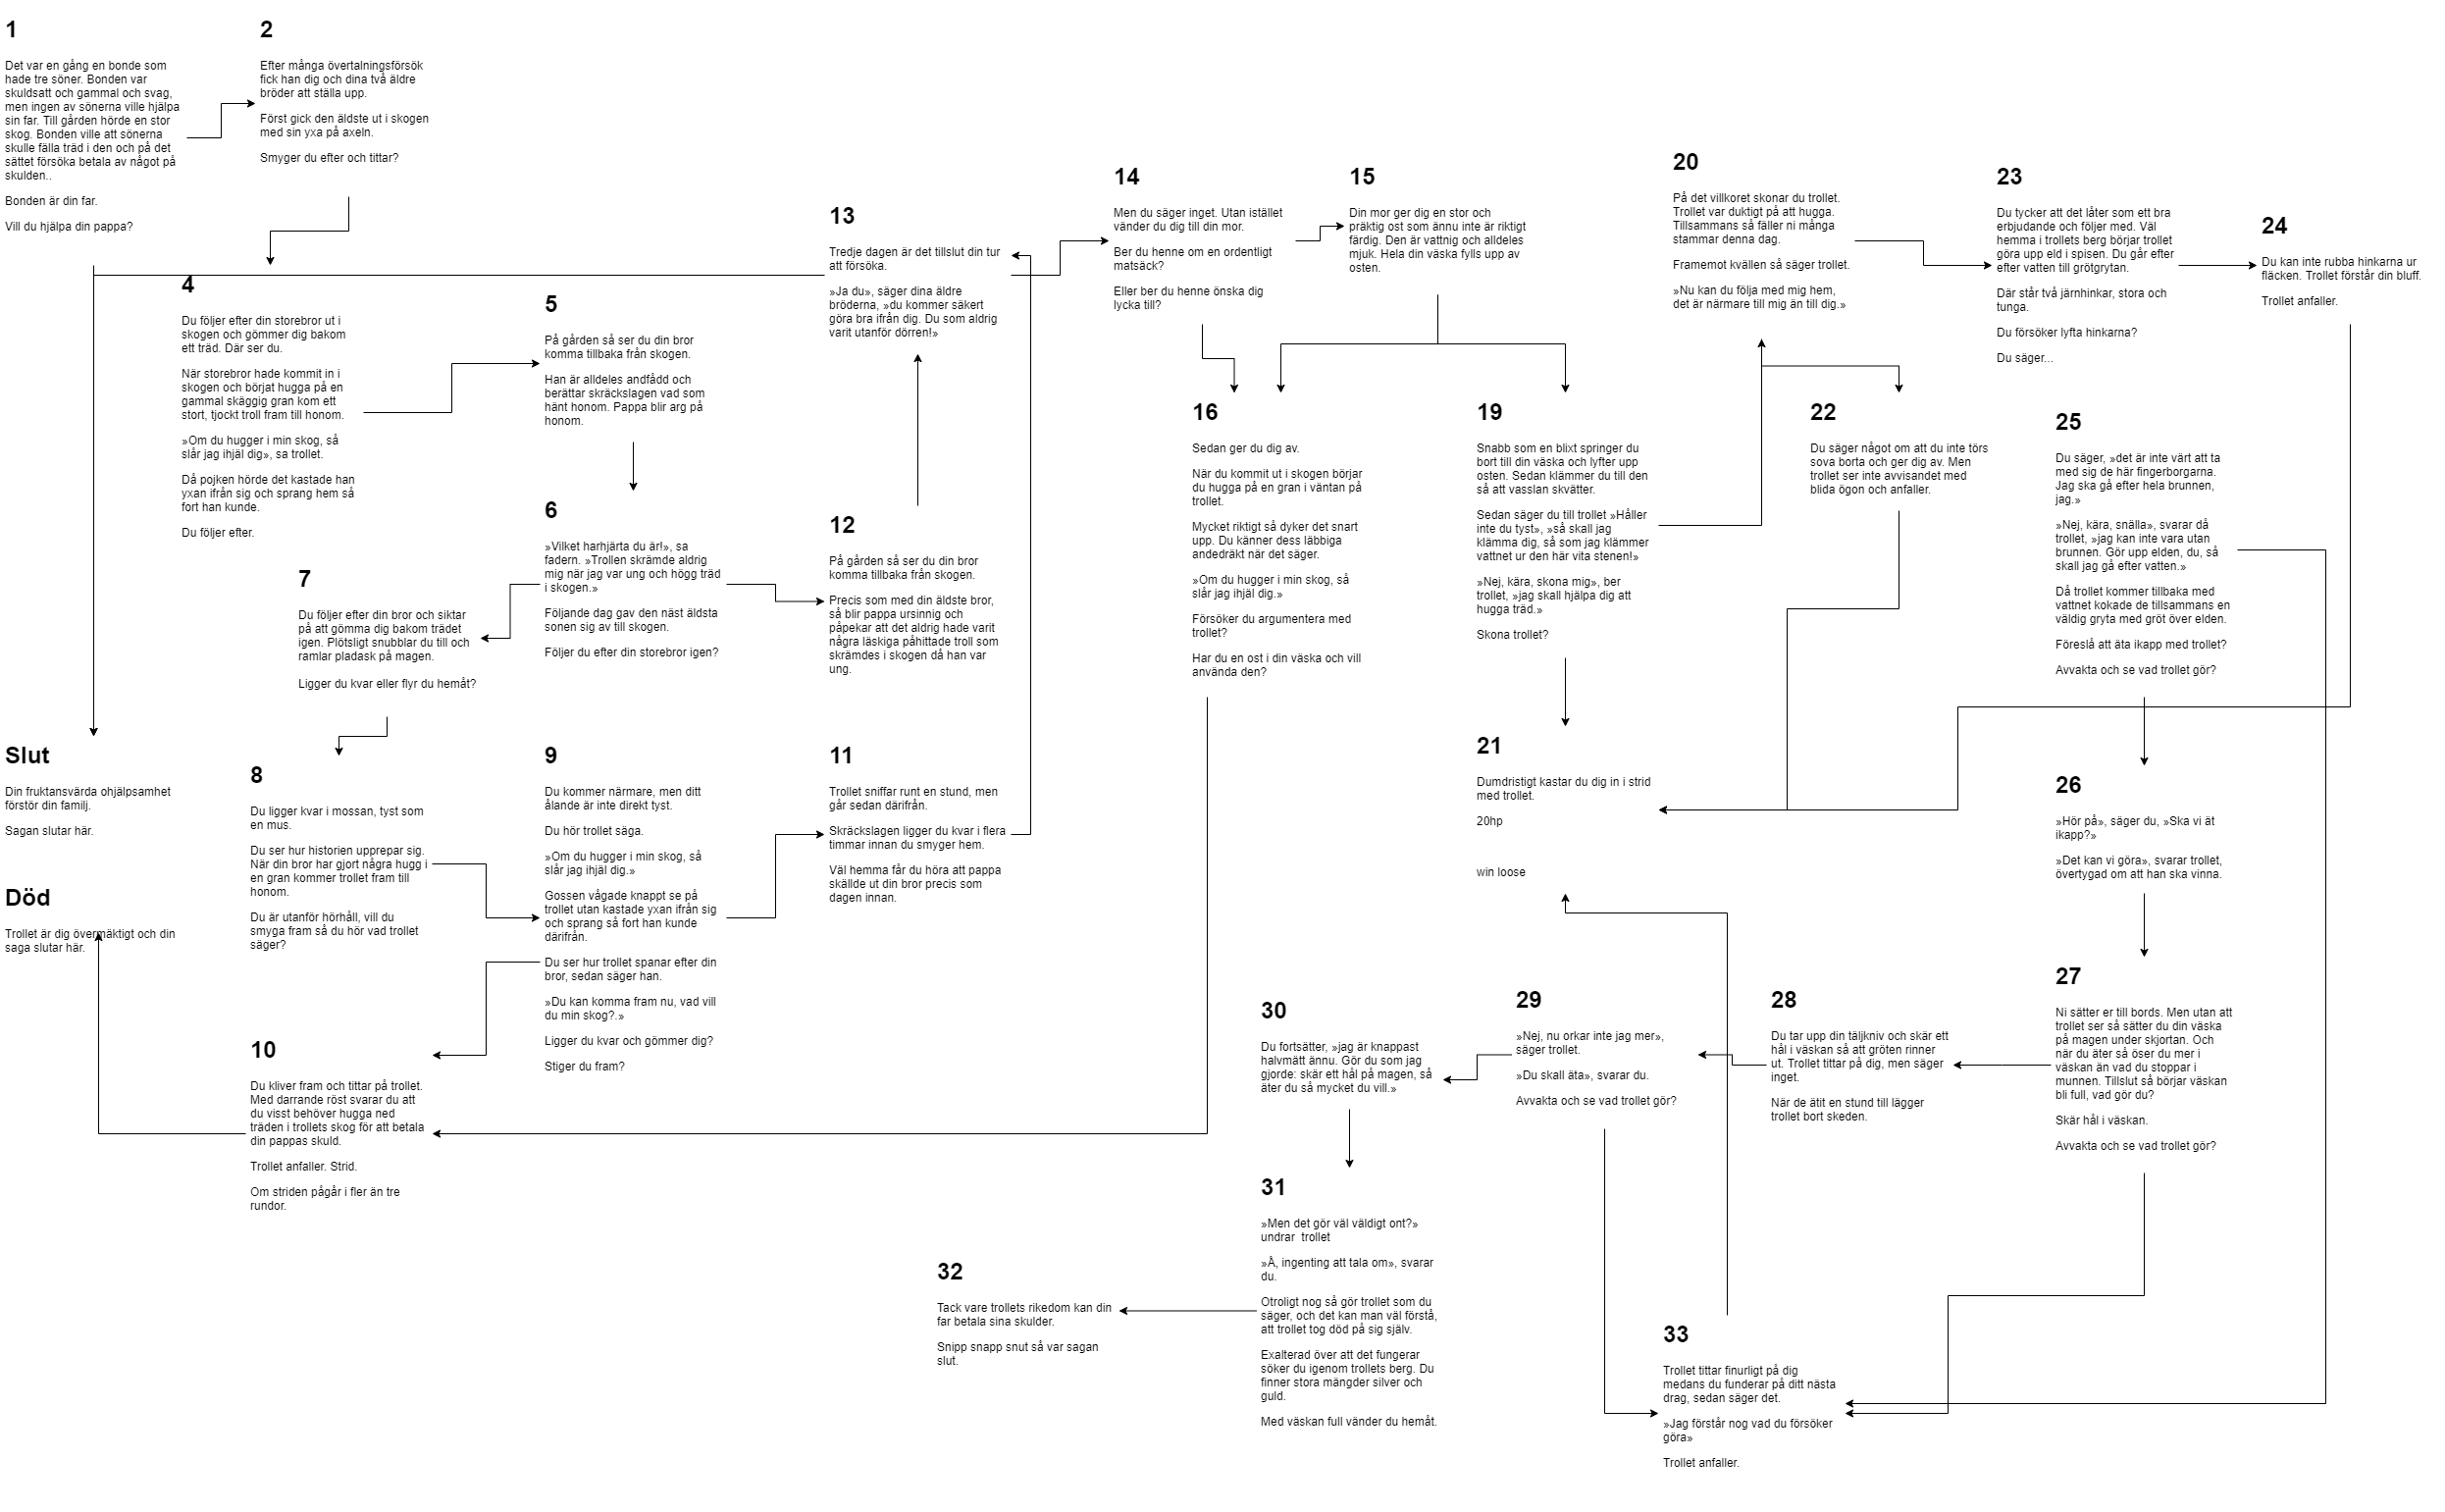 1
Det var en gång en bonde som
hade tre söner. Bonden var
skuldsatt och gammal och svag,
men ingen av sönerna ville hjälpa
sin far. Till gården hörde en stor
skog. Bonden ville att sönerna
skulle fälla träd i den och på det
sättet försöka betala av något på
skulden..
Bonden är din far.
Vill du hjälpa din pappa?
2
Efter många övertalningsförsök
fick han dig och dina två äldre
bröder att ställa upp.
Först gick den äldste ut i skogen
med sin yxa på axeln.
Smyger du efter och tittar?
4
Du följer efter din storebror ut i
skogen och gömmer dig bakom
ett träd. Där ser du.
När storebror hade kommit in i
skogen och börjat hugga på en
gammal skäggig gran kom ett
stort, tjockt troll fram till honom.
»Om du hugger i min skog, så
slår jag ihjäl dig», sa trollet.
Då pojken hörde det kastade han
yxan ifrån sig och sprang hem så
fort han kunde.
Du följer efter.
5
På gården så ser du din bror
komma tillbaka från skogen.
Han är alldeles andfådd och
berättar skräckslagen vad som
hänt honom. Pappa blir arg på
honom.
6
»Vilket harhjärta du är!», sa
fadern. »Trollen skrämde aldrig
mig när jag var ung och högg träd
i skogen.»
Följande dag gav den näst äldsta
sonen sig av till skogen.
Följer du efter din storebror igen?
7
Du följer efter din bror och siktar
på att gömma dig bakom trädet
igen. Plötsligt snubblar du till och
ramlar pladask på magen.
Ligger du kvar eller flyr du hemåt?
Slut
Din fruktansvärda ohjälpsamhet
förstör din familj.
Sagan slutar här.
Död
Trollet är dig övermäktigt och din
saga slutar här.
8
Du ligger kvar i mossan, tyst som
en mus.
Du ser hur historien upprepar sig.
När din bror har gjort några hugg i
en gran kommer trollet fram till
honom.
Du är utanför hörhåll, vill du
smyga fram så du hör vad trollet
säger?
9
Du kommer närmare, men ditt
ålande är inte direkt tyst.
Du hör trollet säga.
»Om du hugger i min skog, så
slår jag ihjäl dig.»
Gossen vågade knappt se på
trollet utan kastade yxan ifrån sig
och sprang så fort han kunde
därifrån.
Du ser hur trollet spanar efter din
bror, sedan säger han.
»Du kan komma fram nu, vad vill
du min skog?.»
Ligger du kvar och gömmer dig?
Stiger du fram?
10
Du kliver fram och tittar på trollet.
Med darrande röst svarar du att
du visst behöver hugga ned
träden i trollets skog för att betala
din pappas skuld.
Trollet anfaller. Strid.
Om striden pågår i fler än tre
rundor.
11
Trollet sniffar runt en stund, men
går sedan därifrån.
Skräckslagen ligger du kvar i flera
timmar innan du smyger hem.
Väl hemma får du höra att pappa
skällde ut din bror precis som
dagen innan.
12
På gården så ser du din bror
komma tillbaka från skogen.
Precis som med din äldste bror,
så blir pappa ursinnig och
påpekar att det aldrig hade varit
några läskiga påhittade troll som
skrämdes i skogen då han var
ung.
13
Tredje dagen är det tillslut din tur
att försöka.
»Ja du», säger dina äldre
bröderna, »du kommer säkert
göra bra ifrån dig. Du som aldrig
varit utanför dörren!»
14
Men du säger inget. Utan istället
vänder du dig till din mor.
Ber du henne om en ordentligt
matsäck?
Eller ber du henne önska dig
lycka till?
15
Din mor ger dig en stor och
präktig ost som ännu inte är riktigt
färdig. Den är vattnig och alldeles
mjuk. Hela din väska fylls upp av
osten.
16
Sedan ger du dig av.
När du kommit ut i skogen börjar
du hugga på en gran i väntan på
trollet.
Mycket riktigt så dyker det snart
upp. Du känner dess läbbiga
andedräkt när det säger.
»Om du hugger i min skog, så
slår jag ihjäl dig.»
Försöker du argumentera med
trollet?
Har du en ost i din väska och vill
använda den?
19
Snabb som en blixt springer du
bort till din väska och lyfter upp
osten. Sedan klämmer du till den
så att vasslan skvätter.
Sedan säger du till trollet »Håller
inte du tyst», »så skall jag
klämma dig, så som jag klämmer
vattnet ur den här vita stenen!»
»Nej, kära, skona mig», ber
trollet, »jag skall hjälpa dig att
hugga träd.»
Skona trollet?
20
På det villkoret skonar du trollet.
Trollet var duktigt på att hugga.
Tillsammans så fäller ni många
stammar denna dag.
Framemot kvällen så säger trollet.
»Nu kan du följa med mig hem,
det är närmare till mig än till dig.»
21
Dumdristigt kastar du dig in i strid
med trollet.
20hp
win loose
22
Du säger något om att du inte törs
sova borta och ger dig av. Men
trollet ser inte avvisandet med
blida ögon och anfaller.
23
Du tycker att det låter som ett bra
erbjudande och följer med. Väl
hemma i trollets berg börjar trollet
göra upp eld i spisen. Du går efter
efter vatten till grötgrytan.
Där står två järnhinkar, stora och
tunga.
Du försöker lyfta hinkarna?
Du säger...
24
Du kan inte rubba hinkarna ur
fläcken. Trollet förstår din bluff.
Trollet anfaller.
25
Du säger, »det är inte värt att ta
med sig de här fingerborgarna.
Jag ska gå efter hela brunnen,
jag.»
»Nej, kära, snälla», svarar då
trollet, »jag kan inte vara utan
brunnen. Gör upp elden, du, så
skall jag gå efter vatten.»
Då trollet kommer tillbaka med
vattnet kokade de tillsammans en
väldig gryta med gröt över elden.
Föreslå att äta ikapp med trollet?
Avvakta och se vad trollet gör?
26
»Hör på», säger du, »Ska vi ät
ikapp?»
»Det kan vi göra», svarar trollet,
övertygad om att han ska vinna.
27
Ni sätter er till bords. Men utan att
trollet ser så sätter du din väska
på magen under skjortan. Och
när du äter så öser du mer i
väskan än vad du stoppar i
munnen. Tillslut så börjar väskan
bli full, vad gör du?
Skär hål i väskan.
Avvakta och se vad trollet gör?
28
Du tar upp din täljkniv och skär ett
hål i väskan så att gröten rinner
ut. Trollet tittar på dig, men säger
inget.
När de ätit en stund till lägger
trollet bort skeden.
29
»Nej, nu orkar inte jag mer»,
säger trollet.
»Du skall äta», svarar du.
Avvakta och se vad trollet gör?
30
Du fortsätter, »jag är knappast
halvmätt ännu. Gör du som jag
gjorde: skär ett hål på magen, så
äter du så mycket du vill.»
31
»Men det gör väl väldigt ont?»
undrar  trollet
»Å, ingenting att tala om», svarar
du.
Otroligt nog så gör trollet som du
säger, och det kan man väl förstå,
att trollet tog död på sig själv.
Exalterad över att det fungerar
söker du igenom trollets berg. Du
finner stora mängder silver och
guld.
Med väskan full vänder du hemåt.
32
Tack vare trollets rikedom kan din
far betala sina skulder.
Snipp snapp snut så var sagan
slut.
33
Trollet tittar finurligt på dig
medans du funderar på ditt nästa
drag, sedan säger det.
»Jag förstår nog vad du försöker
göra»
Trollet anfaller.